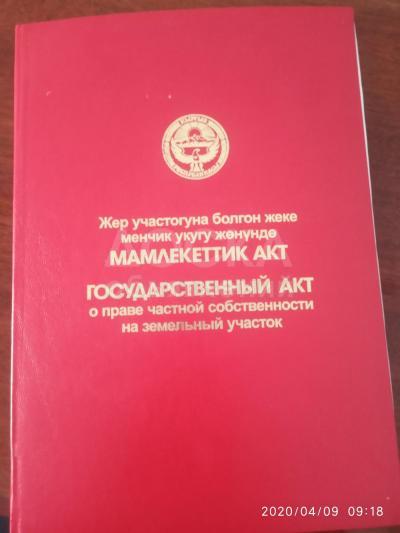 Жер участогуна болгон жеке
менчик укугу жөнүндө
МАМЛЕКЕТТИК АКТ
ГОСУДАРСТВЕННЫЙ АКТ
о праве частной собственности
на земельный участок
2020/04/09 09:18